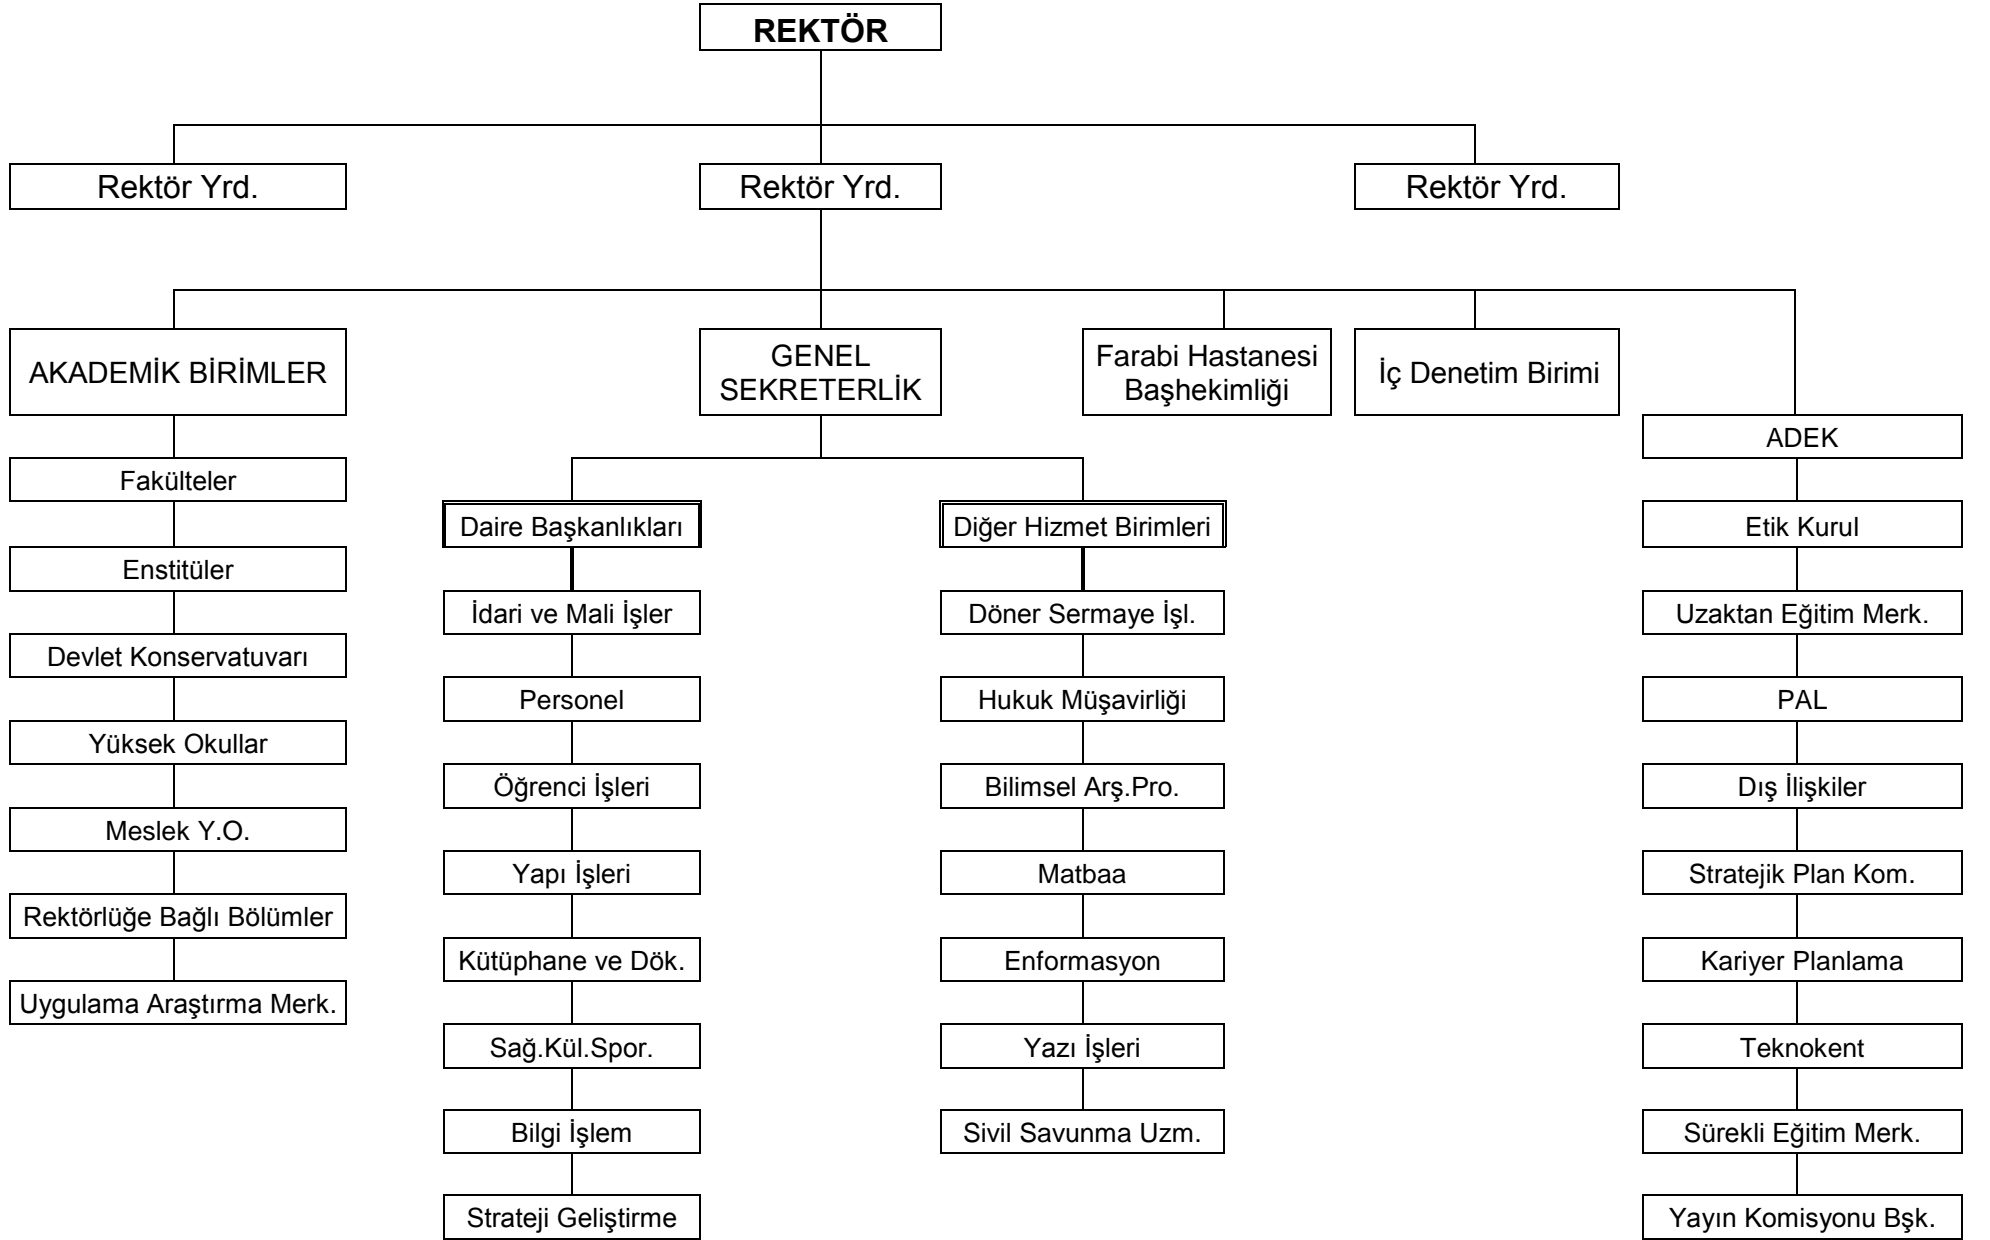 REKTÖR
Rektör Yrd.
Rektör Yrd.
Rektör Yrd.
AKADEMİK BİRİMLER
GENEL
SEKRETERLİK
Farabi Hastanesi
Başhekimliği
İç Denetim Birimi
ADEK
Fakülteler
Enstitüler
Devlet Konservatuvarı
Yüksek Okullar
Meslek Y.O.
Rektörlüğe Bağlı Bölümler
Uygulama Araştırma Merk.
Daire Başkanlıkları
İdari ve Mali İşler
Personel
Öğrenci İşleri
Yapı İşleri
Kütüphane ve Dök.
Sağ.Kül.Spor.
Bilgi İşlem
Strateji Geliştirme
Diğer Hizmet Birimleri
Döner Sermaye İşl.
Hukuk Müşavirliği
Bilimsel Arş.Pro.
Matbaa
Enformasyon
Yazı İşleri
Sivil Savunma Uzm.
Etik Kurul
Uzaktan Eğitim Merk.
PAL
Dış İlişkiler
Stratejik Plan Kom.
Kariyer Planlama
Teknokent
Sürekli Eğitim Merk.
Yayın Komisyonu Bşk.